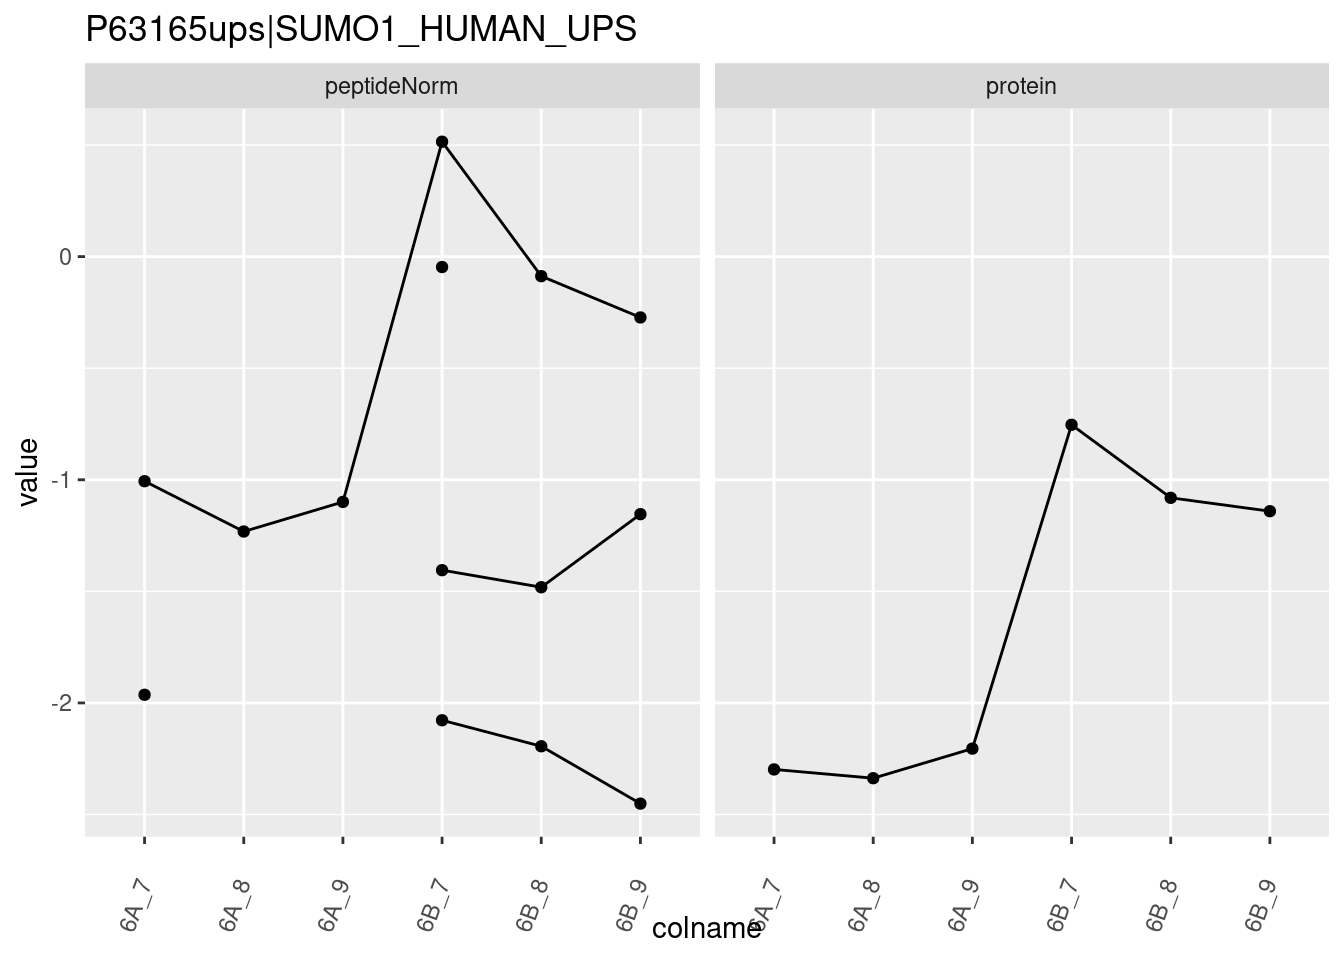 P63165ups|SUMO1_HUMAN_UPS
peptideNorm
protein
value
0
-1
-2
6A_7
6A_8
6A_9
6B_7
6B_8
6B_9
6A_7
6A_8
6A_9
6B_7
6B_8
6B_9
colname